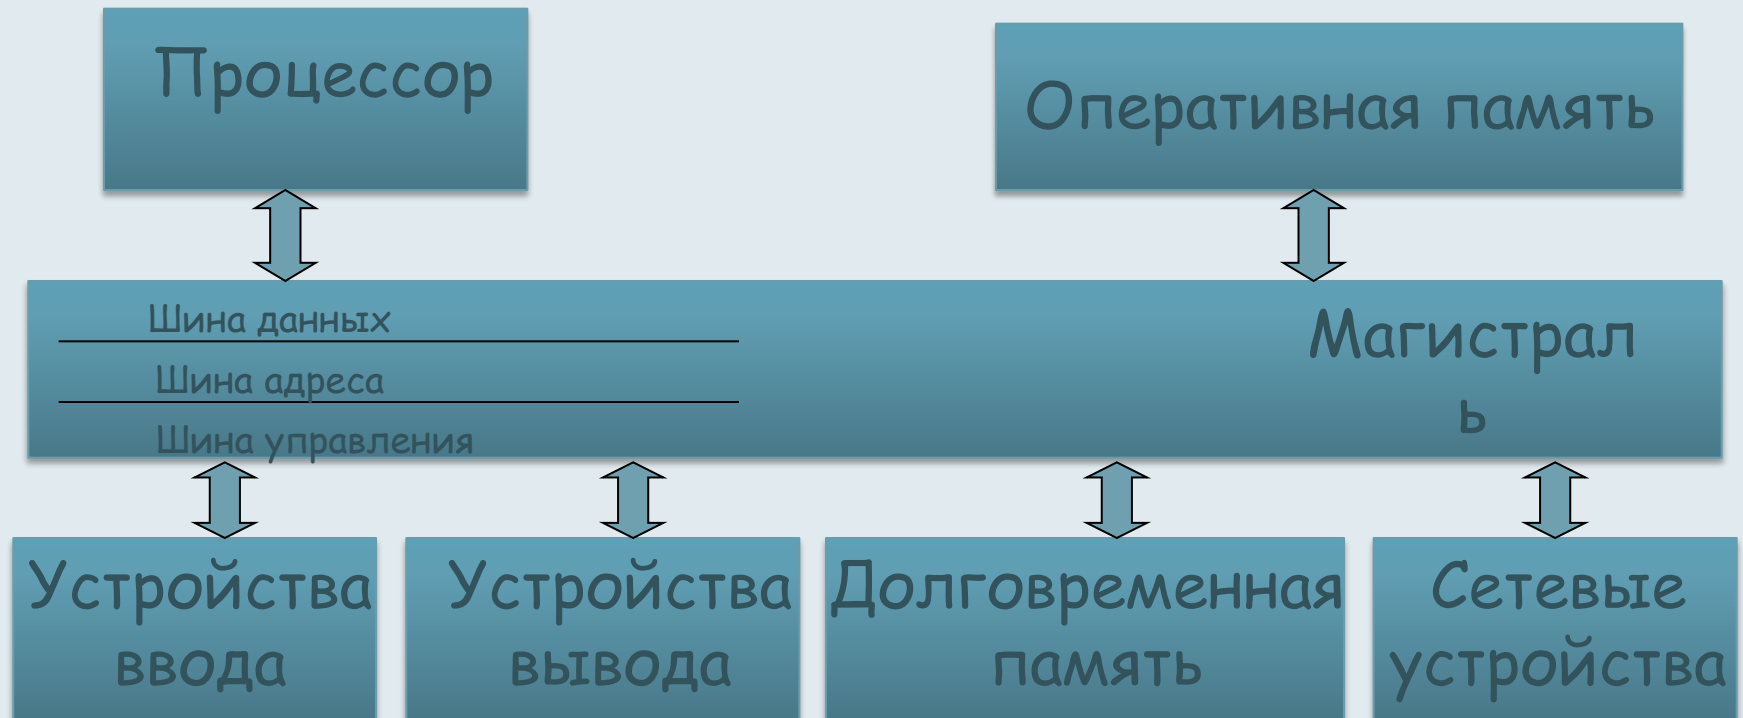 Процессор
Оперативная память
Шина данных
Магистрал
ь
Шина адреса
Шина управления
Устройства
ввода
Устройства
вывода
Долговременная
память
Сетевые
устройства